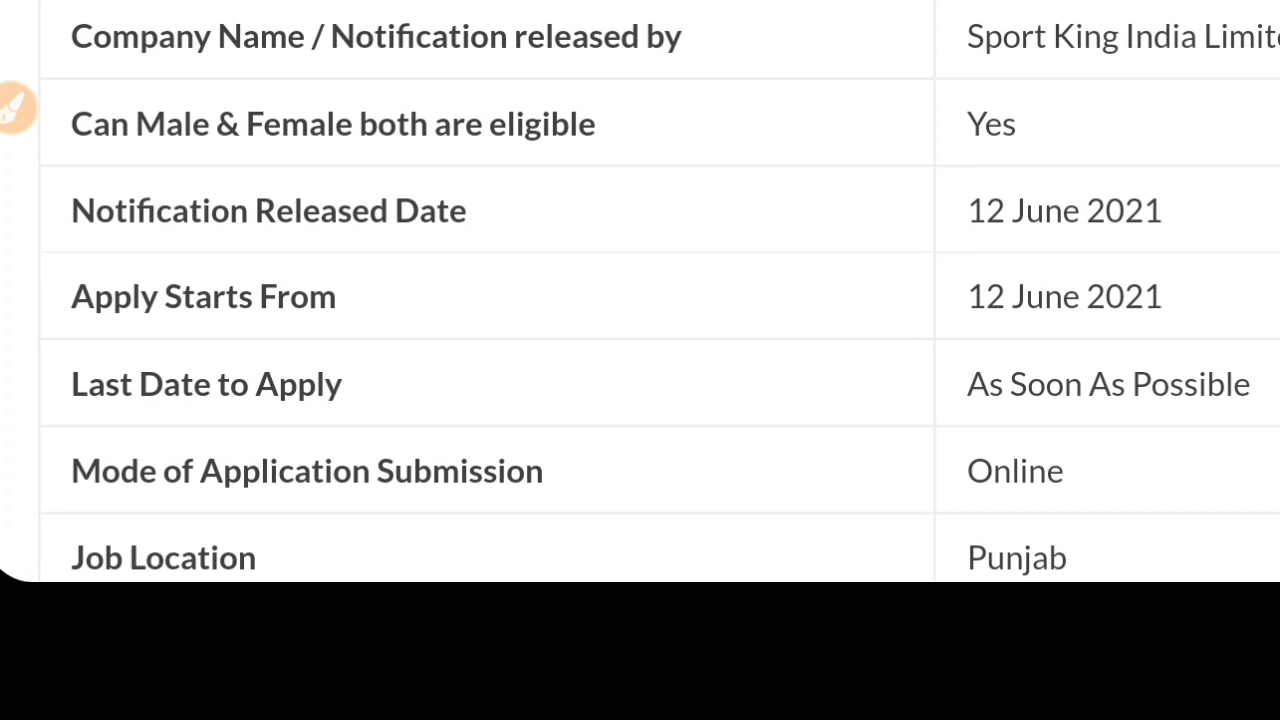 Company Name / Notification released by Sport King India
Can Male & Female both are eligible Yes
Notification Released Date 12 June 2021
Apply Starts From 12 June 2021
Last Date to Apply As Soon As Possible
Mode of Application Submission Online
Job Location Punjab